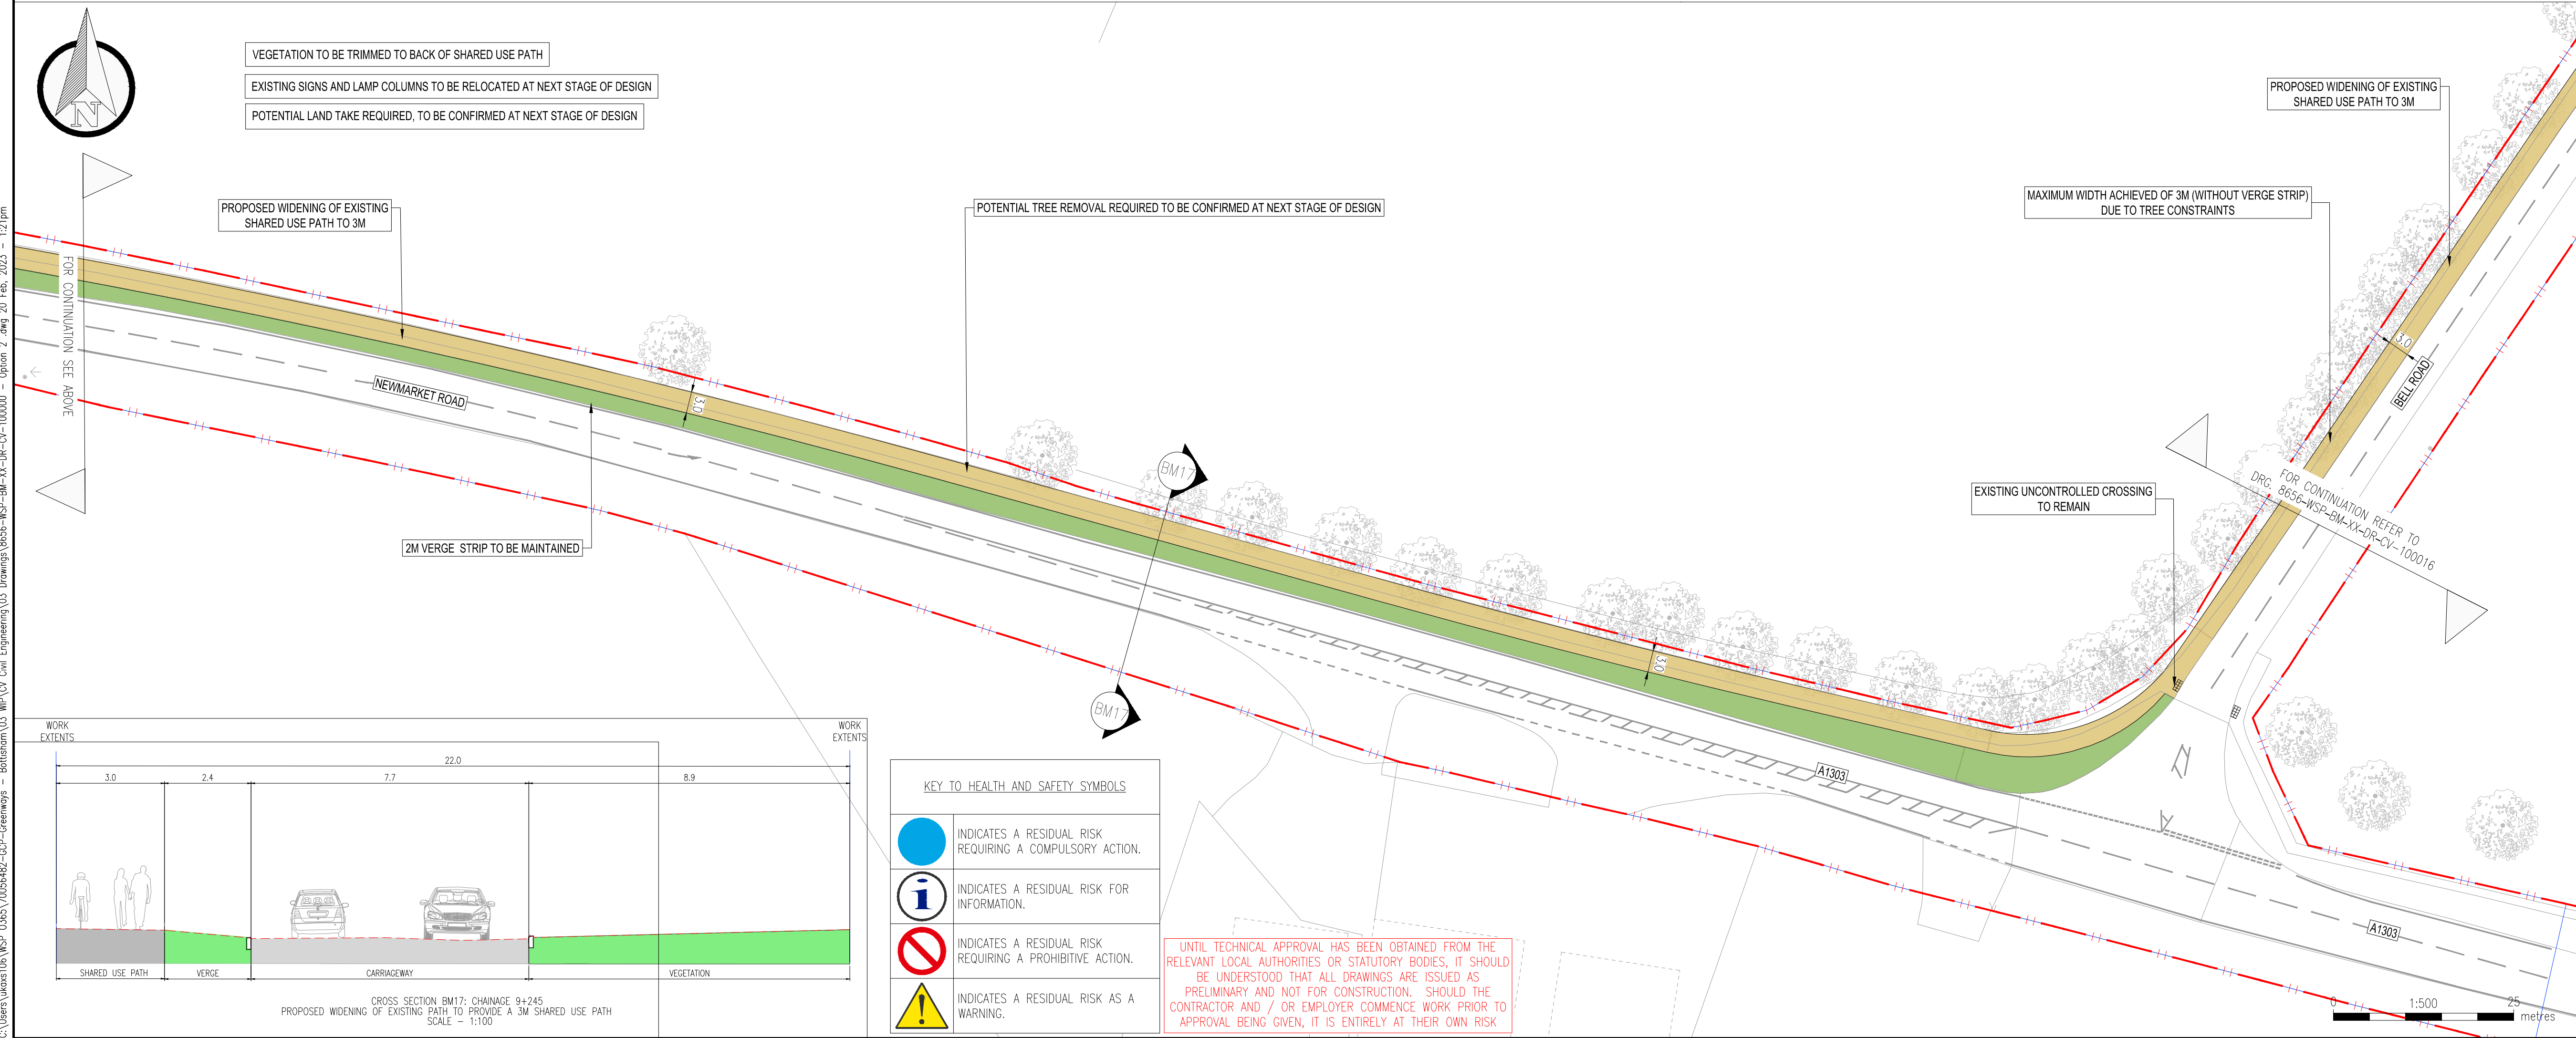 VEGETATION TO BE TRIMMED TO BACK OF SHARED USE PATH
EXISTING SIGNS AND LAMP COLUMNS TO BE RELOCATED AT NEXT STAGE OF DESIGN
POTENTIAL LAND TAKE REQUIRED, TO BE CONFIRMED AT NEXT STAGE OF DESIGN
N
PROPOSED WIDENING OF EXISTING
SHARED USE PATH TO 3M
POTENTIAL TREE REMOVAL REQUIRED TO BE CONFIRMED AT NEXT STAGE OF DESIGN
PROPOSED WIDENING OF EXISTING
SHARED USE PATH TO 3M
MAXIMUM WIDTH ACHIEVED OF 3M (WITHOUT VERGE STRIP)
DUE TO TREE CONSTRAINTS
FOR CONTINUATION SEE ABOVE
NEWMARKET ROAD
3.0
3.0
BELL ROAD
BM17
EXISTING UNCONTROLLED CROSSING
TO REMAIN
FOR CONTINUATION REFER TO
DRG. 8656-WSP-BM-XX-DR-CV-100016
2M VERGE STRIP TO BE MAINTAINED
3.0
BM17
A1303
A1303
WORK
EXTENTS
WORK
EXTENTS
22.0
3.0
2.4
7.7
8.9
SHARED USE PATH
VERGE
CARRIAGEWAY
VEGETATION
CROSS SECTION BM17: CHAINAGE 9+245
PROPOSED WIDENING OF EXISTING PATH TO PROVIDE A 3M SHARED USE PATH
SCALE - 1:100
KEY TO HEALTH AND SAFETY SYMBOLS
INDICATES A RESIDUAL RISK
REQUIRING A COMPULSORY ACTION.
i
INDICATES A RESIDUAL RISK FOR
INFORMATION.
INDICATES A RESIDUAL RISK
REQUIRING A PROHIBITIVE ACTION.
!
INDICATES A RESIDUAL RISK AS A
WARNING.
UNTIL TECHNICAL APPROVAL HAS BEEN OBTAINED FROM THE
RELEVANT LOCAL AUTHORITIES OR STATUTORY BODIES, IT SHOULD
BE UNDERSTOOD THAT ALL DRAWINGS ARE ISSUED AS
PRELIMINARY AND NOT FOR CONSTRUCTION. SHOULD THE
CONTRACTOR AND / OR EMPLOYER COMMENCE WORK PRIOR TO
APPROVAL BEING GIVEN, IT IS ENTIRELY AT THEIR OWN RISK
0 1:500 25
metres